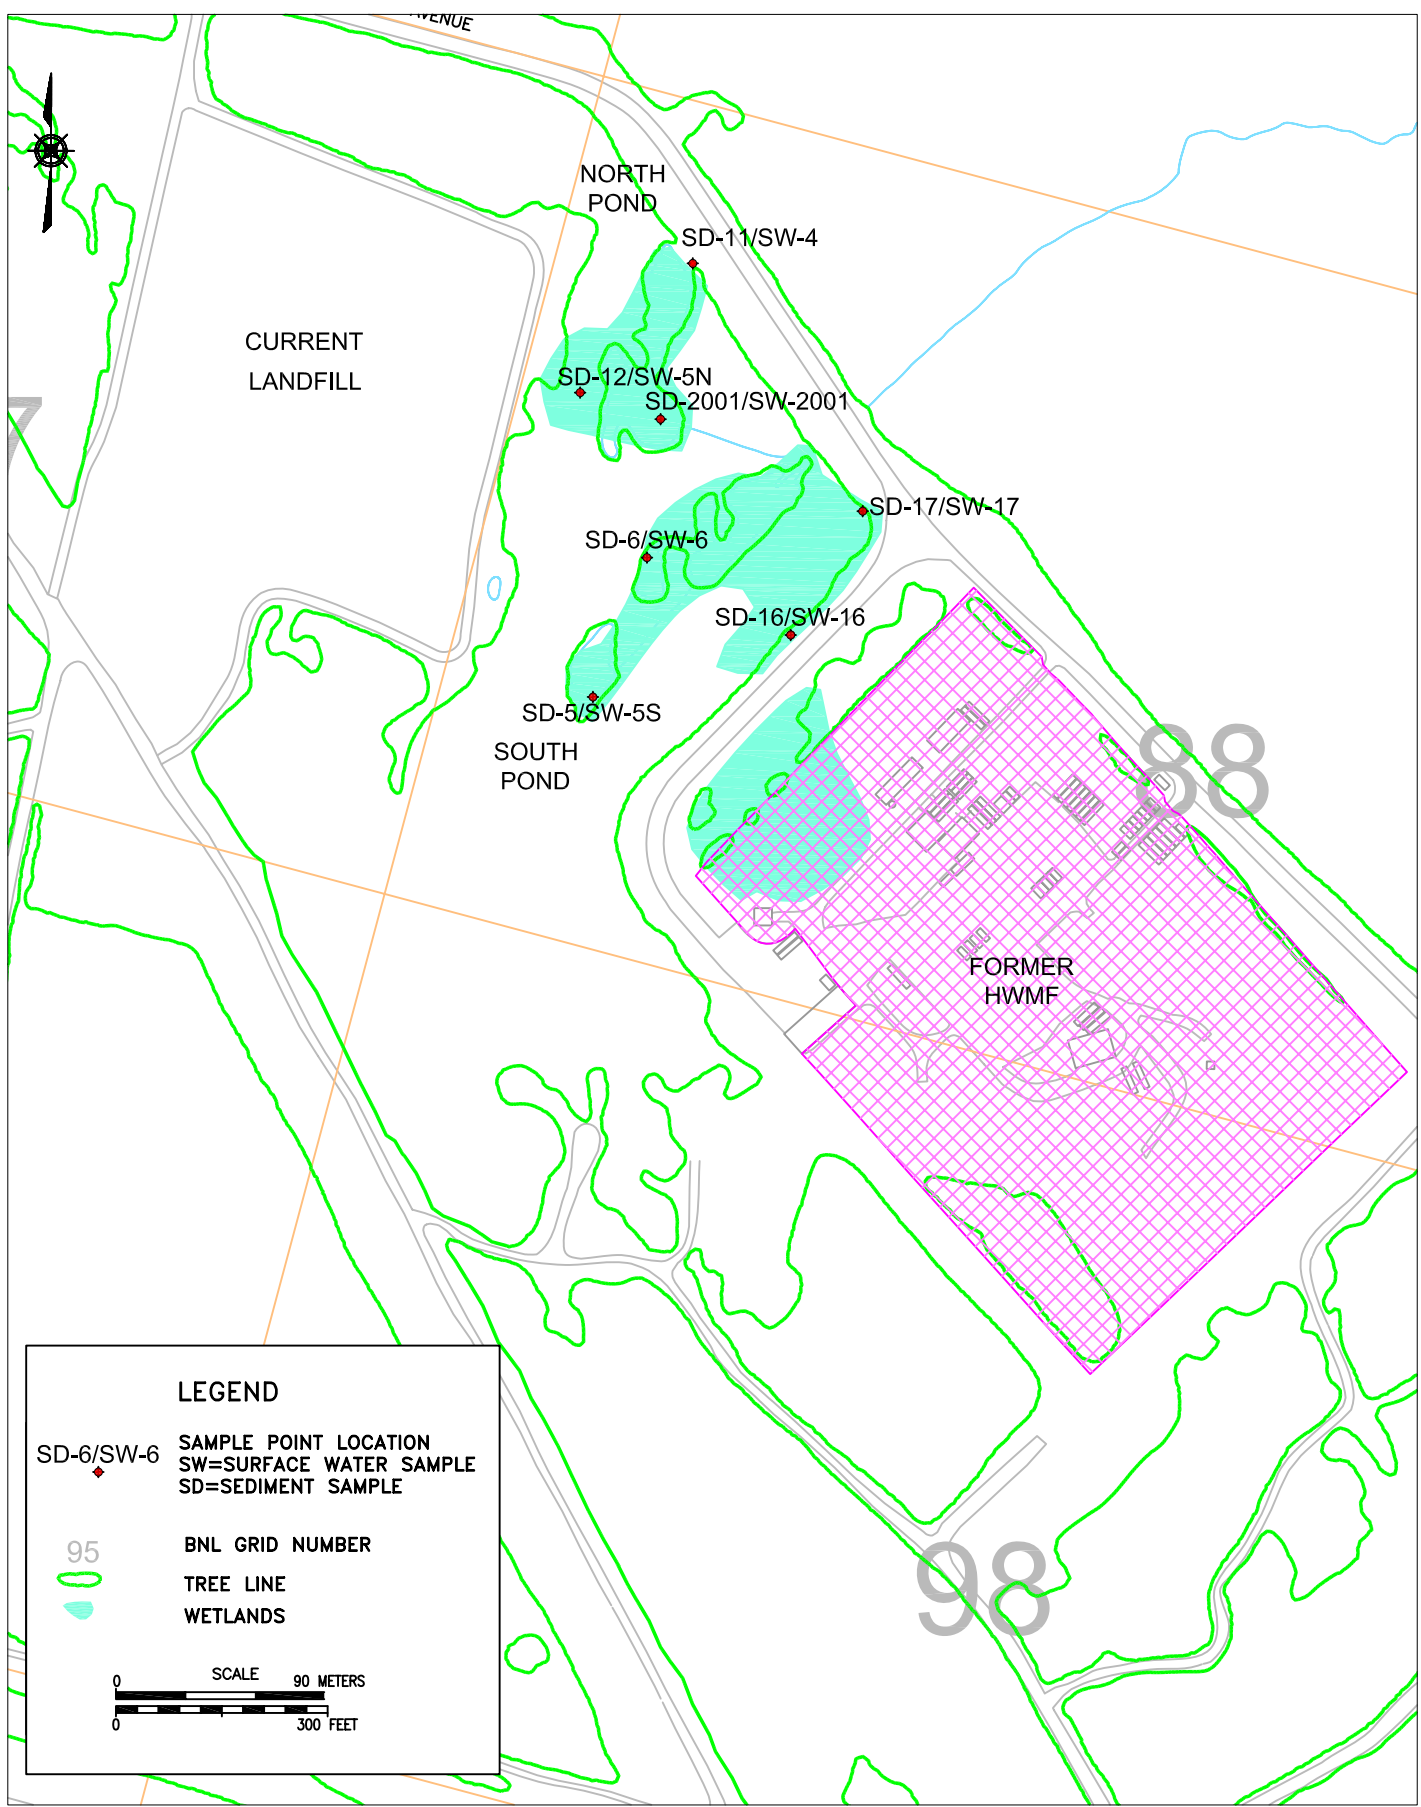 AVENUE
NORTH
POND
SD-11/SW-4
CURRENT
LANDFILL
SD-12/SW-5N
SD-2001/SW-2001
7
SD-17/SW-17
SD-6/SW-6
SD-16/SW-16
SD-5/SW-5S
SOUTH
POND
88
FORMER
HWMF
98
LEGEND
SD-6/SW-6
SAMPLE POINT LOCATION
SW=SURFACE WATER SAMPLE
SD=SEDIMENT SAMPLE
95
BNL GRID NUMBER
TREE LINE
WETLANDS
SCALE
0 90 METERS
0 300 FEET